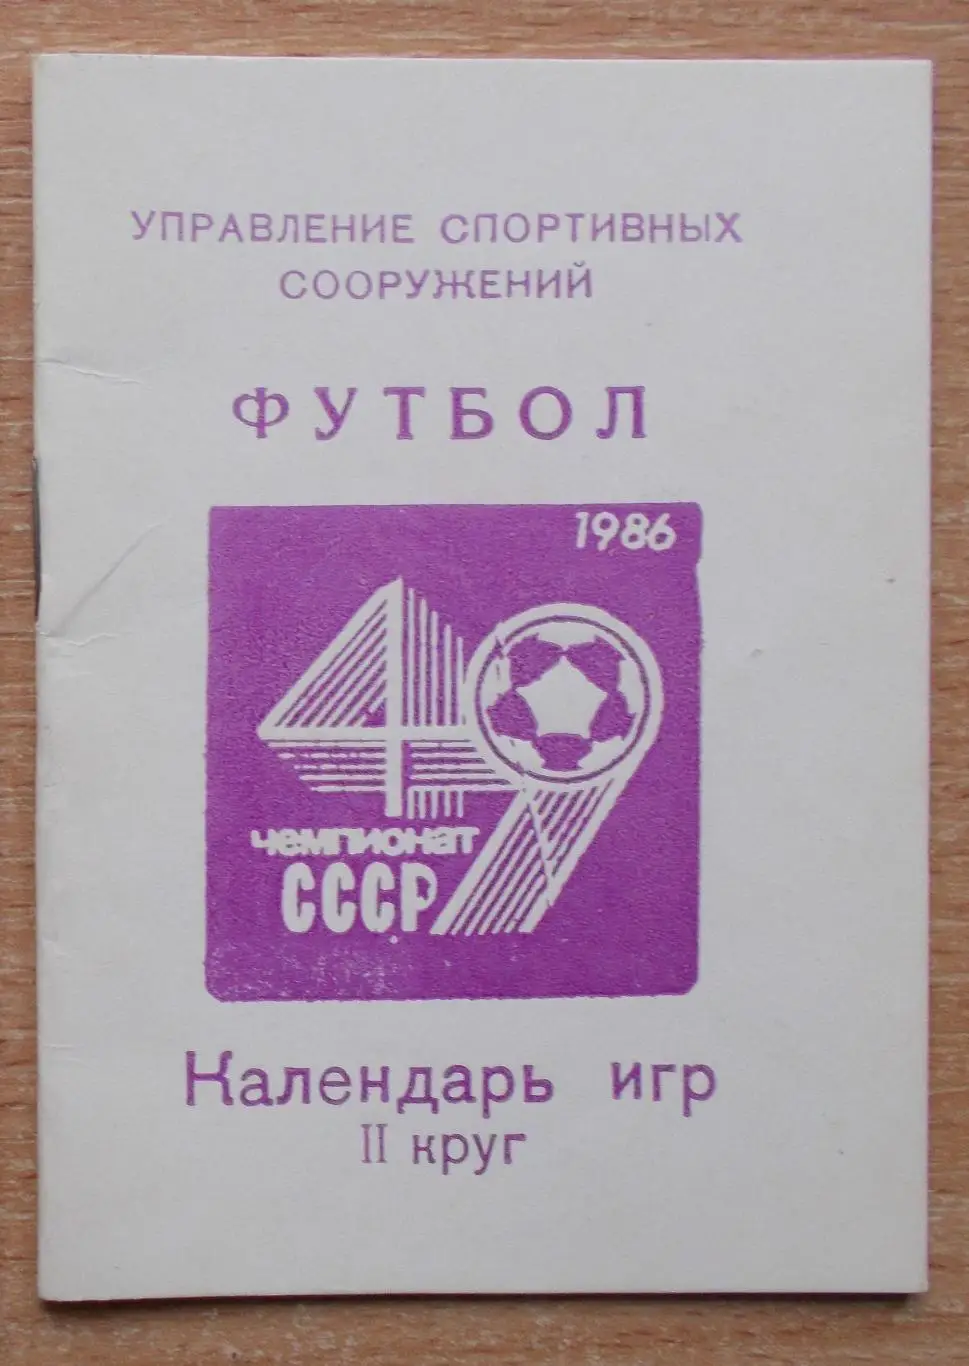 УПРАВЛЕНИЕ СПОРТИВНЫХ
СООРУЖЕНИЙ
ФУТБОЛ
1986
49
чемпионат
СССР
Календарь игр
II круг